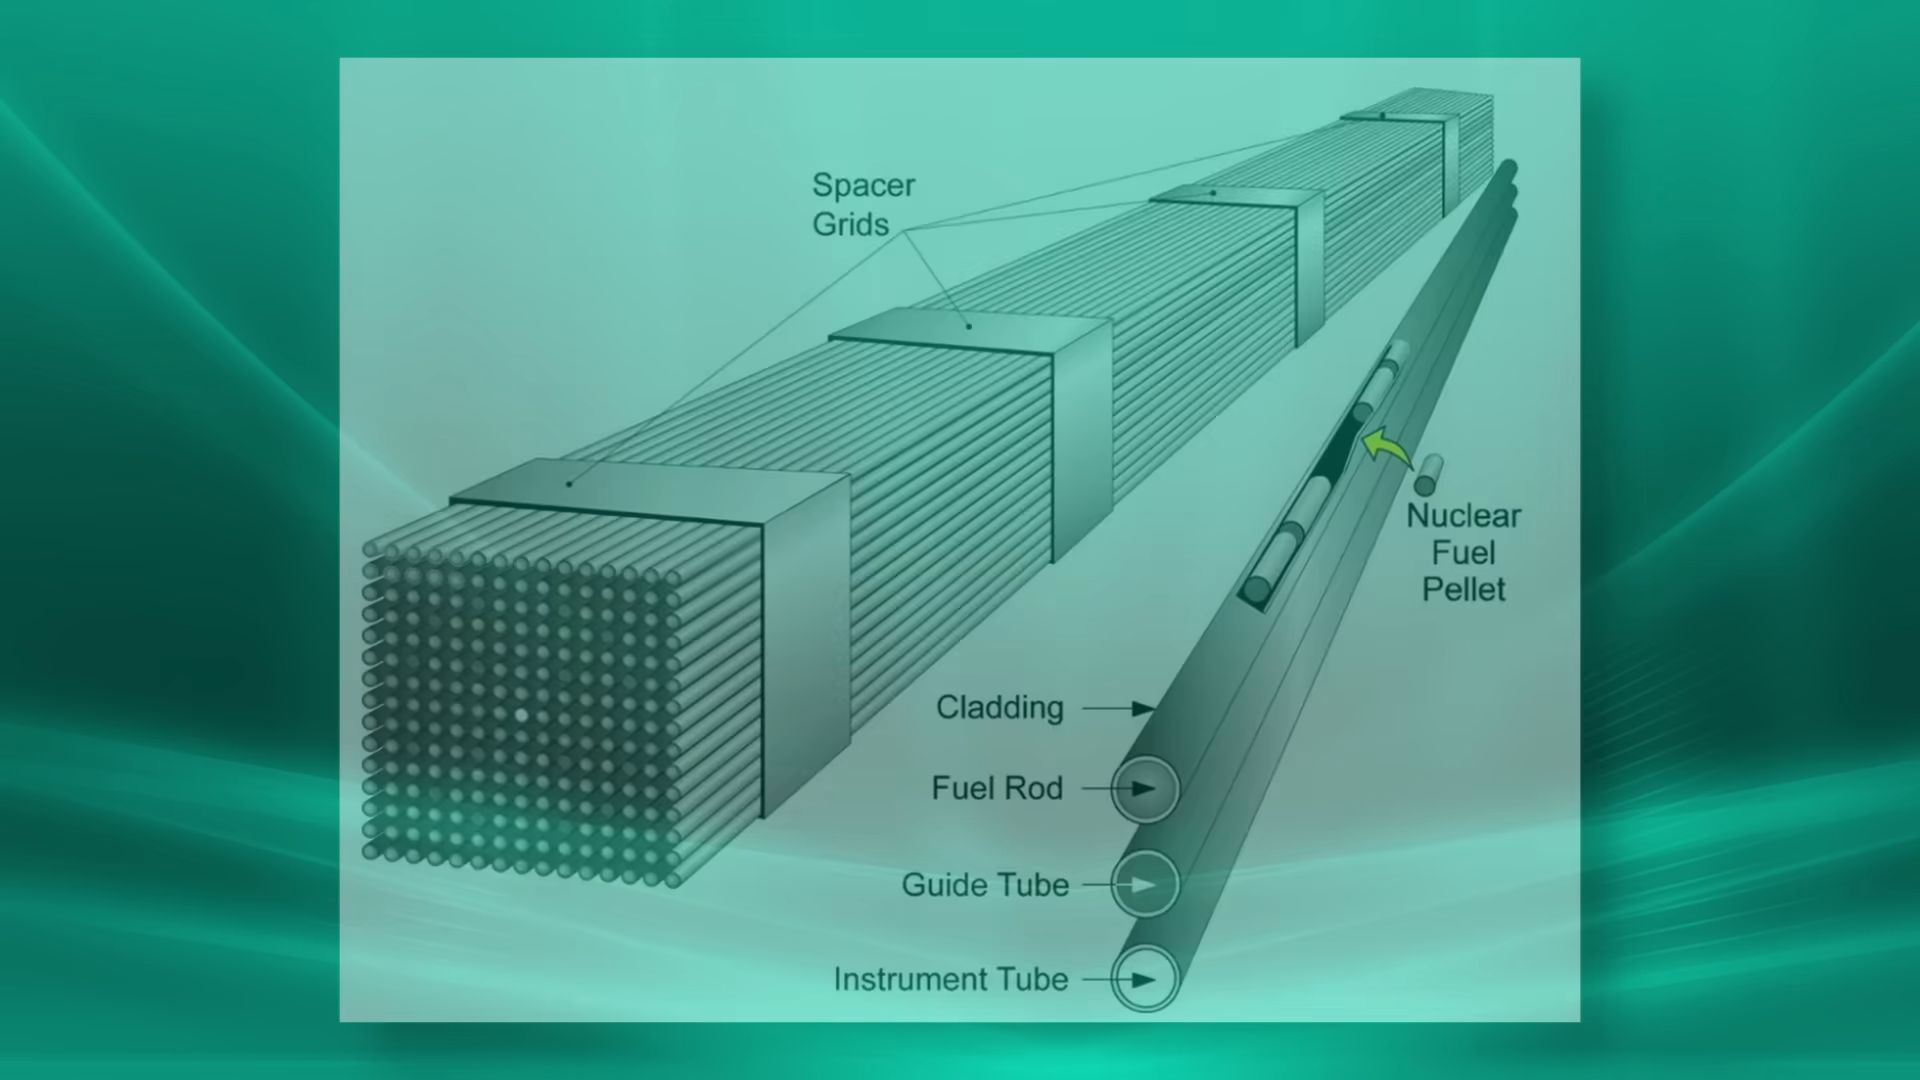 Spacer
Grids
Nuclear
Fuel
Pellet
Cladding
Fuel Rod
Guide Tube
Instrument Tube